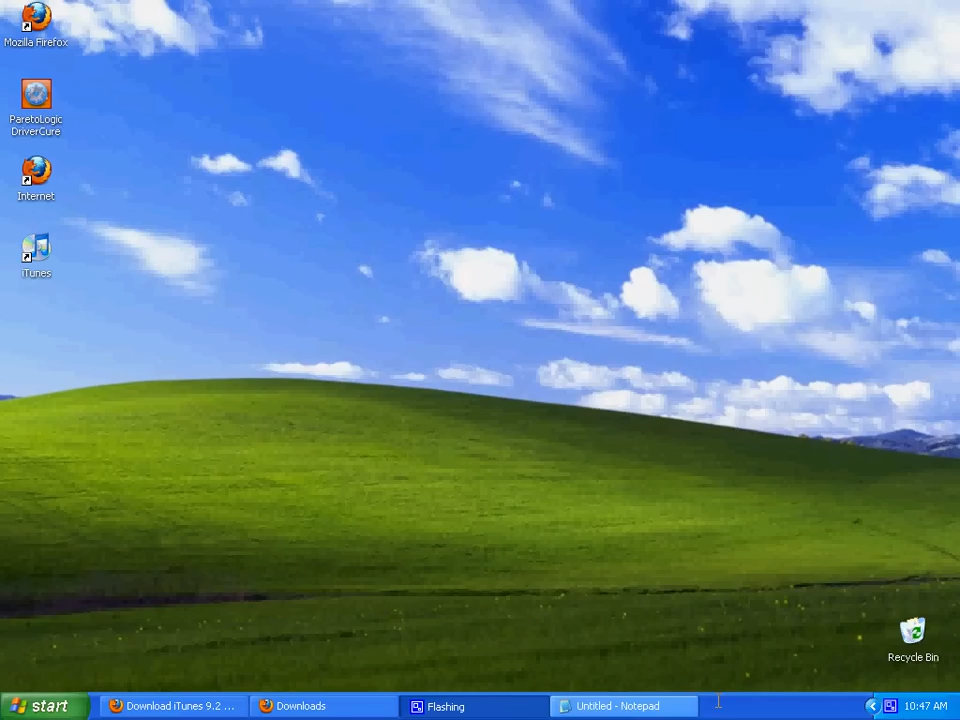 Mozilla Firefox
ParetoLogic
DriverCure
Internet
iTunes
Recycle Bin
start
Download iTunes 9.2 ...
Downloads
Flashing
Untitled - Notepad
10:47 AM